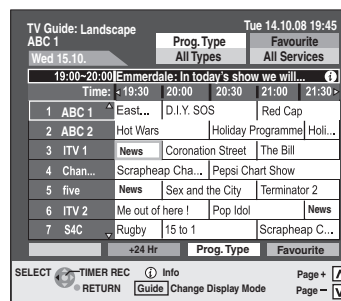 TV Guide: Landscape Tue 14.10.08 19:45
ABC 1 Prog. Type Favourite
Wed 15.10. All Types All Services
19:00~20:00 Emmerdale: In today's show we will...
Time: 19:30 20:00 20:30 21:00 21:30
1 ABC 1 East... D.I.Y. SOS Red Cap
2 ABC 2 Hot Wars Holiday Programme Holi...
3 ITV 1 News Coronation Street The Bill
4 Chan... Scrapheap Cha... Pepsi Chart Show
5 five News Sex and the City Terminator 2
6 ITV 2 Me out of here ! Pop Idol News
7 S4C Rugby 15 to 1 Scrapheap C...
+24 Hr Prog. Type Favourite
SELECT TIMER REC i Info Page+
RETURN Guide Change Display Mode Page−